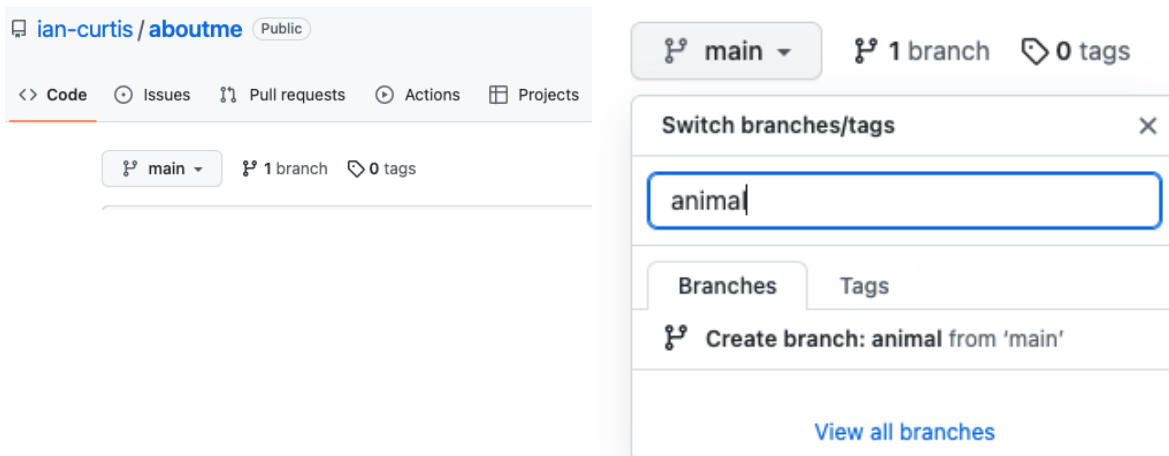 ian-curtis / aboutme Public
Code Issues Pull requests Actions Projects
main 1 branch 0 tags
main 1 branch 0 tags
Switch branches/tags
animal
Branches Tags
Create branch: animal from ‘main’
View all branches